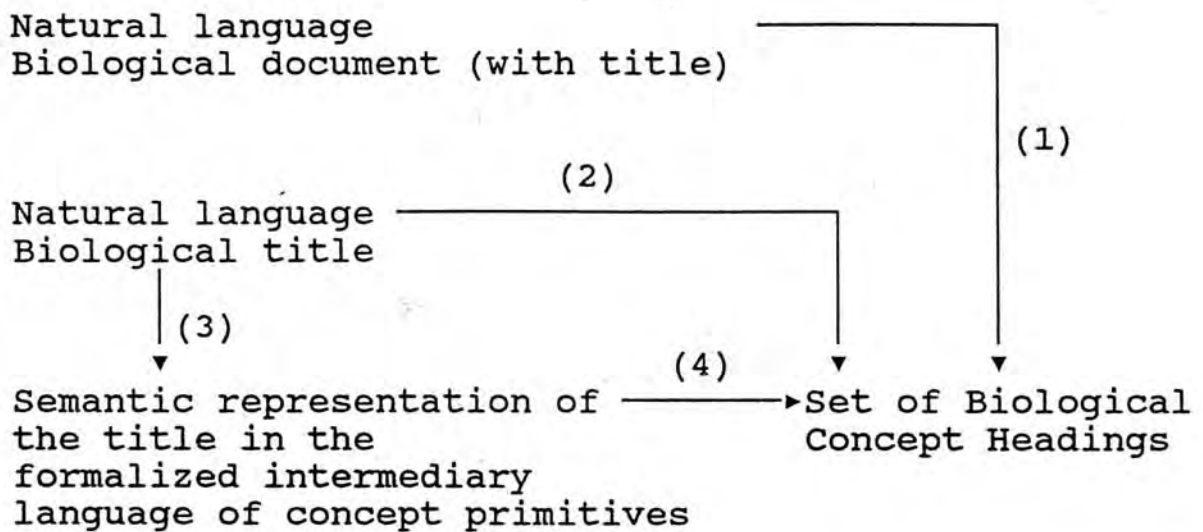 Natural language
Biological document (with title)
(1)
(2)
Natural language
Biological title
(3)
(4)
Semantic representation of
the title in the
formalized intermediary
language of concept primitives
Set of Biological
Concept Headings